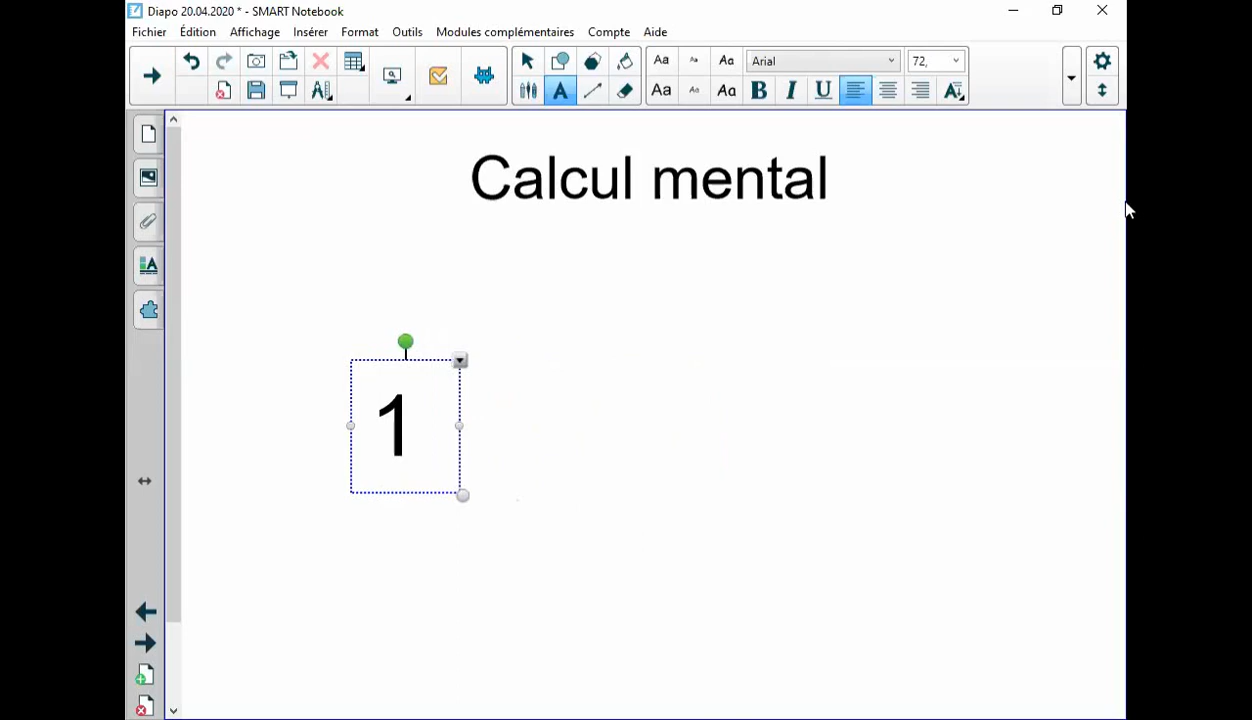 Diapo 20.04.2020 * - SMART Notebook
Fichier Édition Affichage Insérer Format Outils Modules complémentaires Compte Aide
Aa Aa Aa Arial 72,
A Aa Aa Aa B I U A
Calcul mental
1